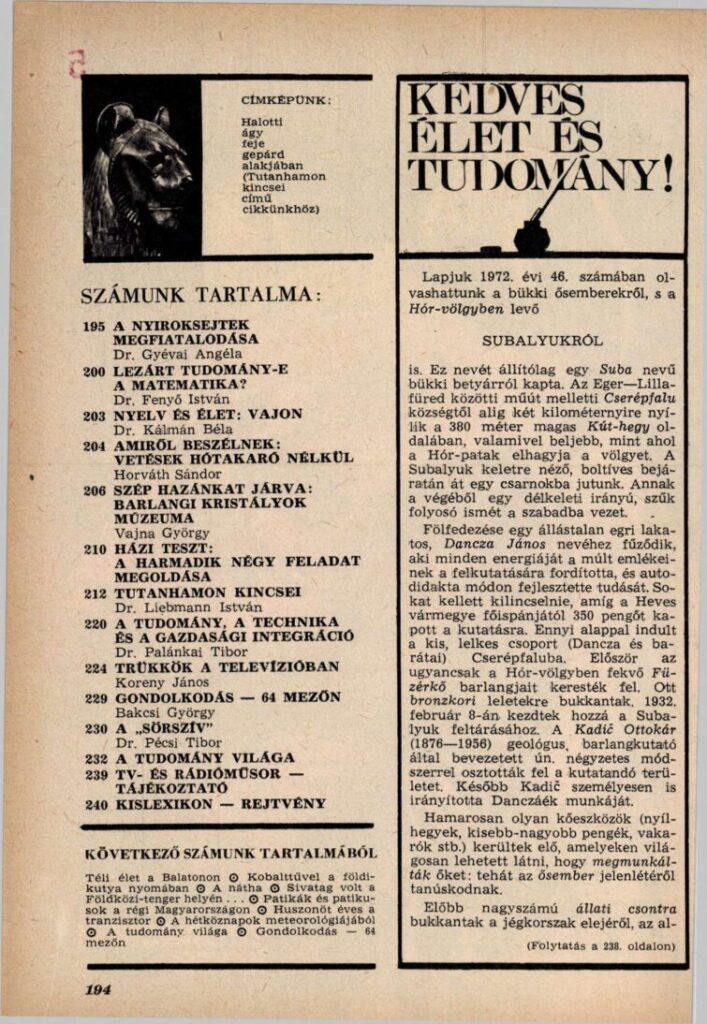 CÍMKÉPÜNK:
Halotti
ágy
feje
gepárd
alakjában
(Tutanhamon
kincsei
című
cikkünkhöz)
SZÁMUNK TARTALMA:
195 A NYIROKSEJTEK
MEGFIATALODÁSA
Dr. Gyévai Angéla
200 LEZÁRT TUDOMÁNY-E
A MATEMATIKA?
Dr. Fenyő István
203 NYELV ÉS ÉLET: VAJON
Dr. Kálmán Béla
204 AMIRŐL BESZÉLNEK:
VETÉSEK HÓTAKARÓ NÉLKÜL
Horváth Sándor
206 SZÉP HAZÁNKAT JÁRVA:
BARLANGI KRISTÁLYOK
MÚZEUMA
Vajna György
210 HÁZI TESZT:
A HARMADIK NÉGY FELADAT
MEGOLDÁSA
212 TUTANHAMON KINCSEI
Dr. Liebmann István
220 A TUDOMÁNY, A TECHNIKA
ÉS A GAZDASÁGI INTEGRÁCIÓ
Dr. Palánkai Tibor
224 TRÜKKÖK A TELEVÍZIÓBAN
Koreny János
229 GONDOLKODÁS — 64 MEZŐN
Bakcsi György
230 A „SÖRSZÍV"
Dr. Pécsi Tibor
232 A TUDOMÁNY VILÁGA
239 TV- ÉS RÁDIÓMŰSOR —
TÁJÉKOZTATÓ
240 KISLEXIKON — REJTVÉNY
KÖVETKEZŐ SZÁMUNK TARTALMÁBÓL
Téli élet a Balatonon ⊙ Kobalttűvel a földi-
kutya nyomában ⊙ A nátha ⊙ Sivatag volt a
Földközi-tenger helyén . . . ⊙ Patikák és patiku-
sok a régi Magyarországon ⊙ Huszonöt éves a
tranzisztor ⊙ A hétköznapok meteorológiájából
⊙ A tudomány világa ⊙ Gondolkodás — 64
mezőn
194
KEDVES
ÉLET ÉS
TUDOMÁNY!
Lapjuk 1972. évi 46. számában ol-
vashattunk a bükki ősemberekről, s a
Hór-völgyben levő
SUBALYUKRÓL
is. Ez nevét állítólag egy Suba nevű
bükki betyárról kapta. Az Eger—Lilla-
füred közötti műút melletti Cserépfalu
községtől alig két kilométernyire nyí-
lik a 380 méter magas Kút-hegy ol-
dalában, valamivel beljebb, mint ahol
a Hór-patak elhagyja a völgyet. A
Subalyuk keletre néző, boltíves bejá-
ratán át egy csarnokba jutunk. Annak
a végéből egy délkeleti irányú, szűk
folyosó ismét a szabadba vezet.
Fölfedezése egy állástalan egri laka-
tos, Dancza János nevéhez fűződik,
aki minden energiáját a múlt emlékei-
nek a felkutatására fordította, és auto-
didakta módon fejlesztette tudását. So-
kat kellett kilincselnie, amíg a Heves
vármegye főispánjától 350 pengőt ka-
pott a kutatásra. Ennyi alappal indult
a kis, lelkes csoport (Dancza és ba-
rátai) Cserépfaluba. Először az
ugyancsak a Hór-völgyben fekvő Fü-
zérkő barlangjait keresték fel. Ott
bronzkori leletekre bukkantak. 1932.
február 8-án kezdtek hozzá a Suba-
lyuk feltárásához. A Kadič Ottokár
(1876—1956) geológus, barlangkutató
által bevezetett ún. négyzetes mód-
szerrel osztották fel a kutatandó terü-
letet. Később Kadič személyesen is
irányította Danczáék munkáját.
Hamarosan olyan kőeszközök (nyíl-
hegyek, kisebb-nagyobb pengék, vaka-
rók stb.) kerültek elő, amelyeken vilá-
gosan lehetett látni, hogy megmunkál-
ták őket: tehát az ősember jelenlétéről
tanúskodnak.
Előbb nagyszámú állati csontra
bukkantak a jégkorszak elejéről, az al-
(Folytatás a 238. oldalon)